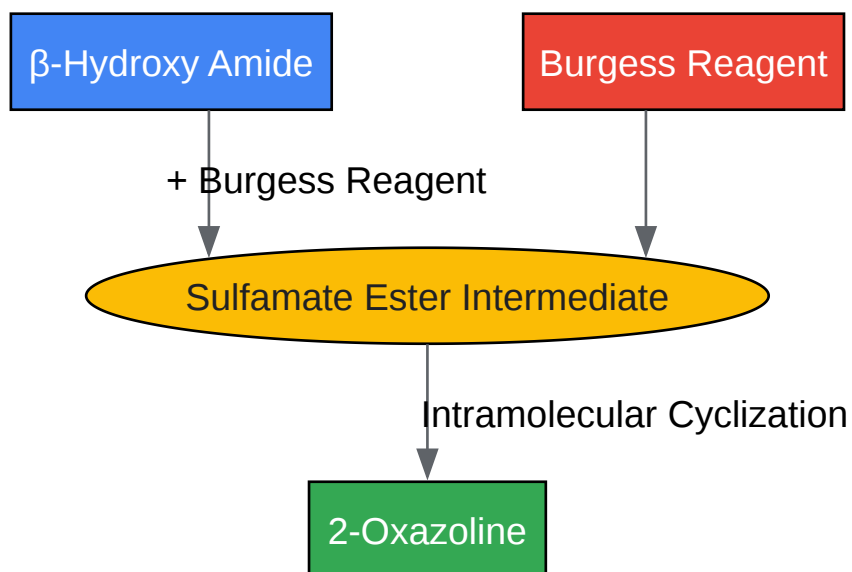 β-Hydroxy Amide
Burgess Reagent
+ Burgess Reagent
Sulfamate Ester Intermediate
Intramolecular Cyclization
2-Oxazoline